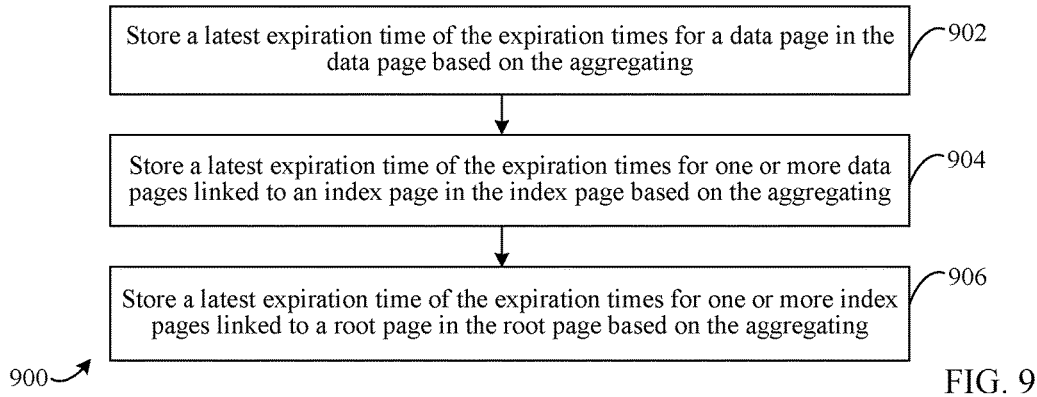 Store a latest expiration time of the expiration times for a data page in the
data page based on the aggregating
902
Store a latest expiration time of the expiration times for one or more data
pages linked to an index page in the index page based on the aggregating
904
Store a latest expiration time of the expiration times for one or more index
pages linked to a root page in the root page based on the aggregating
906
900
FIG. 9